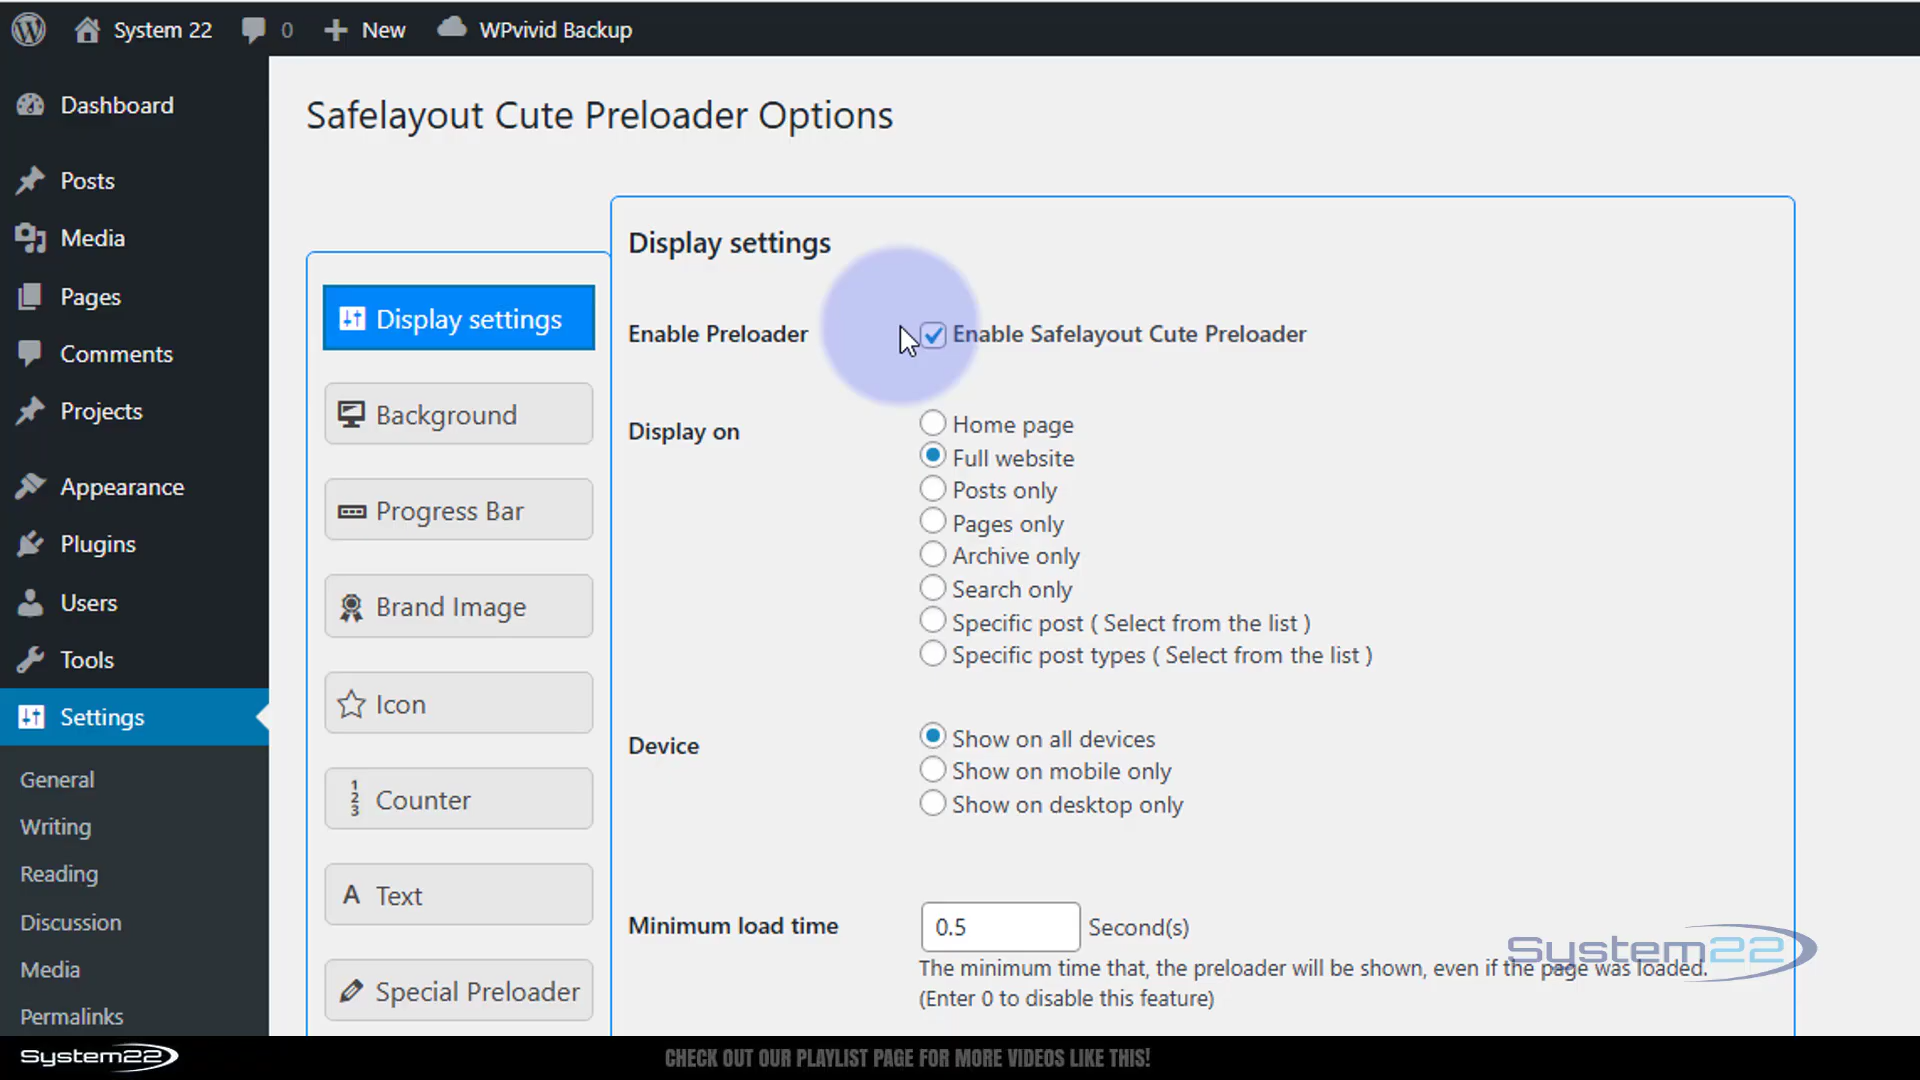 System 22
0
New
WPvivid Backup
Dashboard
Posts
Media
Pages
Comments
Projects
Appearance
Plugins
Users
Tools
Settings
General
Writing
Reading
Discussion
Media
Permalinks
Safelayout Cute Preloader Options
Display settings
Background
Progress Bar
Brand Image
Icon
1
2
3
Counter
A Text
Special Preloader
Display settings
Enable Preloader
Enable Safelayout Cute Preloader
Display on
Home page
Full website
Posts only
Pages only
Archive only
Search only
Specific post ( Select from the list )
Specific post types ( Select from the list )
Device
Show on all devices
Show on mobile only
Show on desktop only
Minimum load time
0.5
Second(s)
The minimum time that, the preloader will be shown, even if the page was loaded.
(Enter 0 to disable this feature)
System22
System22
CHECK OUT OUR PLAYLIST PAGE FOR MORE VIDEOS LIKE THIS!